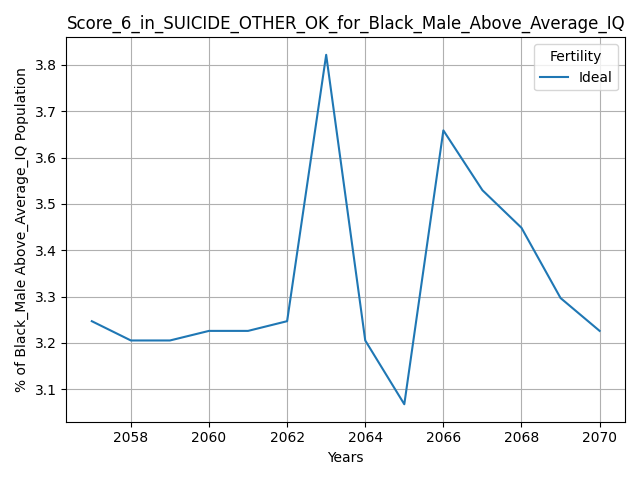 Score_6_in_SUICIDE_OTHER_OK_for_Black_Male_Above_Average_IQ
Fertility
Ideal
% of Black_Male Above_Average_IQ Population
3.8
3.7
3.6
3.5
3.4
3.3
3.2
3.1
2058 2060 2062 2064 2066 2068 2070
Years